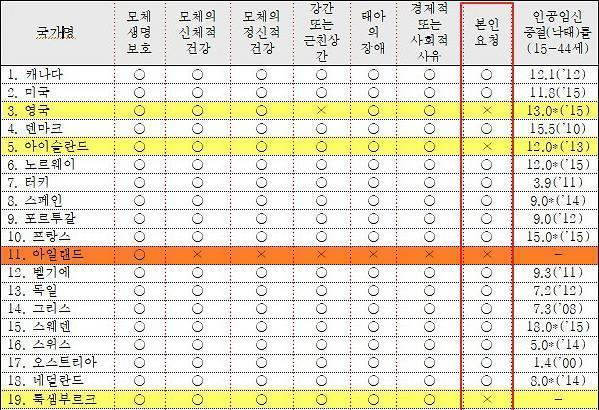 국가명 | 모체 생명 보호 | 모체의 신체적 건강 | 모체의 정신적 건강 | 강간 또는 근친상간 | 태아의 장애 | 경제적 또는 사회적 사유 | 본인 요청 | 인공임신중절(낙태)률 (15-44세)
1. 캐나다 ○ ○ ○ ○ ○ ○ ○ 12.1('12)
2. 미국 ○ ○ ○ ○ ○ ○ ○ 11.8('15)
3. 영국 ○ ○ ○ × ○ ○ × 13.0*('15)
4. 덴마크 ○ ○ ○ ○ ○ ○ ○ 15.5('10)
5. 아이슬란드 ○ ○ ○ ○ ○ ○ × 12.0*('13)
6. 노르웨이 ○ ○ ○ ○ ○ ○ ○ 12.0*('15)
7. 터키 ○ ○ ○ ○ ○ ○ ○ 3.9('11)
8. 스페인 ○ ○ ○ ○ ○ ○ ○ 9.0*('14)
9. 포르투갈 ○ ○ ○ ○ ○ ○ ○ 9.0('12)
10. 프랑스 ○ ○ ○ ○ ○ ○ ○ 15.0*('15)
11. 아일랜드 ○ × × × × × × –
12. 벨기에 ○ ○ ○ ○ ○ ○ ○ 9.3('11)
13. 독일 ○ ○ ○ ○ ○ ○ ○ 7.2('12)
14. 그리스 ○ ○ ○ ○ ○ ○ ○ 7.3('08)
15. 스웨덴 ○ ○ ○ ○ ○ ○ ○ 18.0*('15)
16. 스위스 ○ ○ ○ ○ ○ ○ ○ 5.0*('14)
17. 오스트리아 ○ ○ ○ ○ ○ ○ ○ 1.4('00)
18. 네덜란드 ○ ○ ○ ○ ○ ○ ○ 8.0*('14)
19. 룩셈부르크 ○ ○ ○ ○ ○ ○ × –